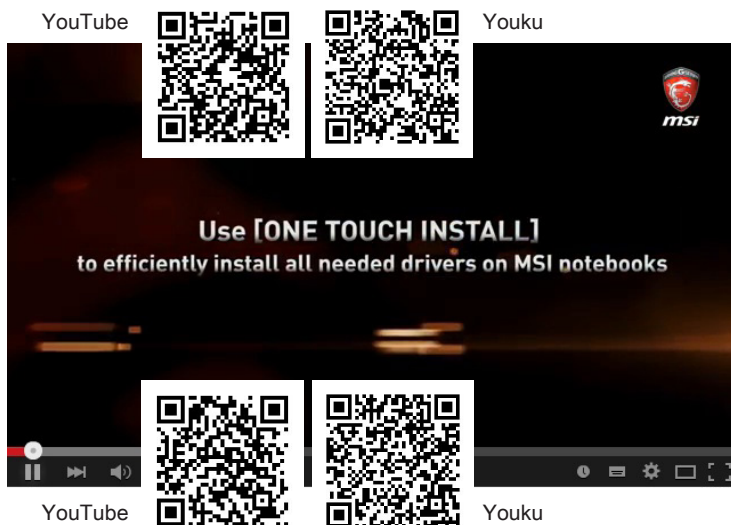 YouTube
Youku
msi
Use [ONE TOUCH INSTALL]
to efficiently install all needed drivers on MSI notebooks
YouTube
Youku